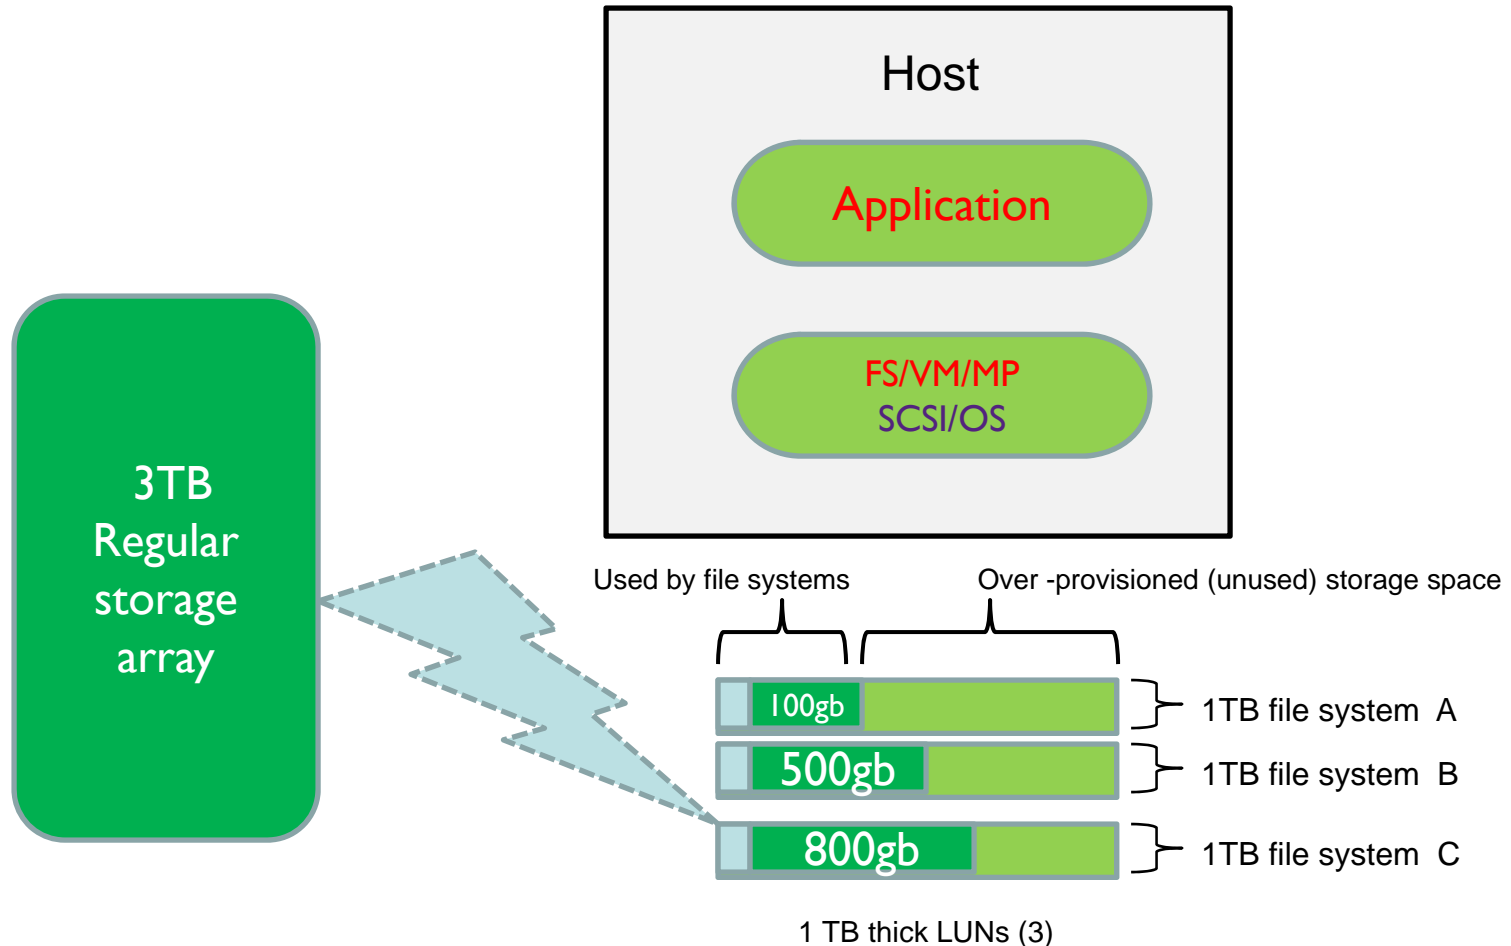 Host
Application
FS/VM/MP
SCSI/OS
3TB
Regular
storage
array
Used by file systems
Over -provisioned (unused) storage space
100gb
1TB file system  A
500gb
1TB file system  B
800gb
1TB file system  C
1 TB thick LUNs (3)